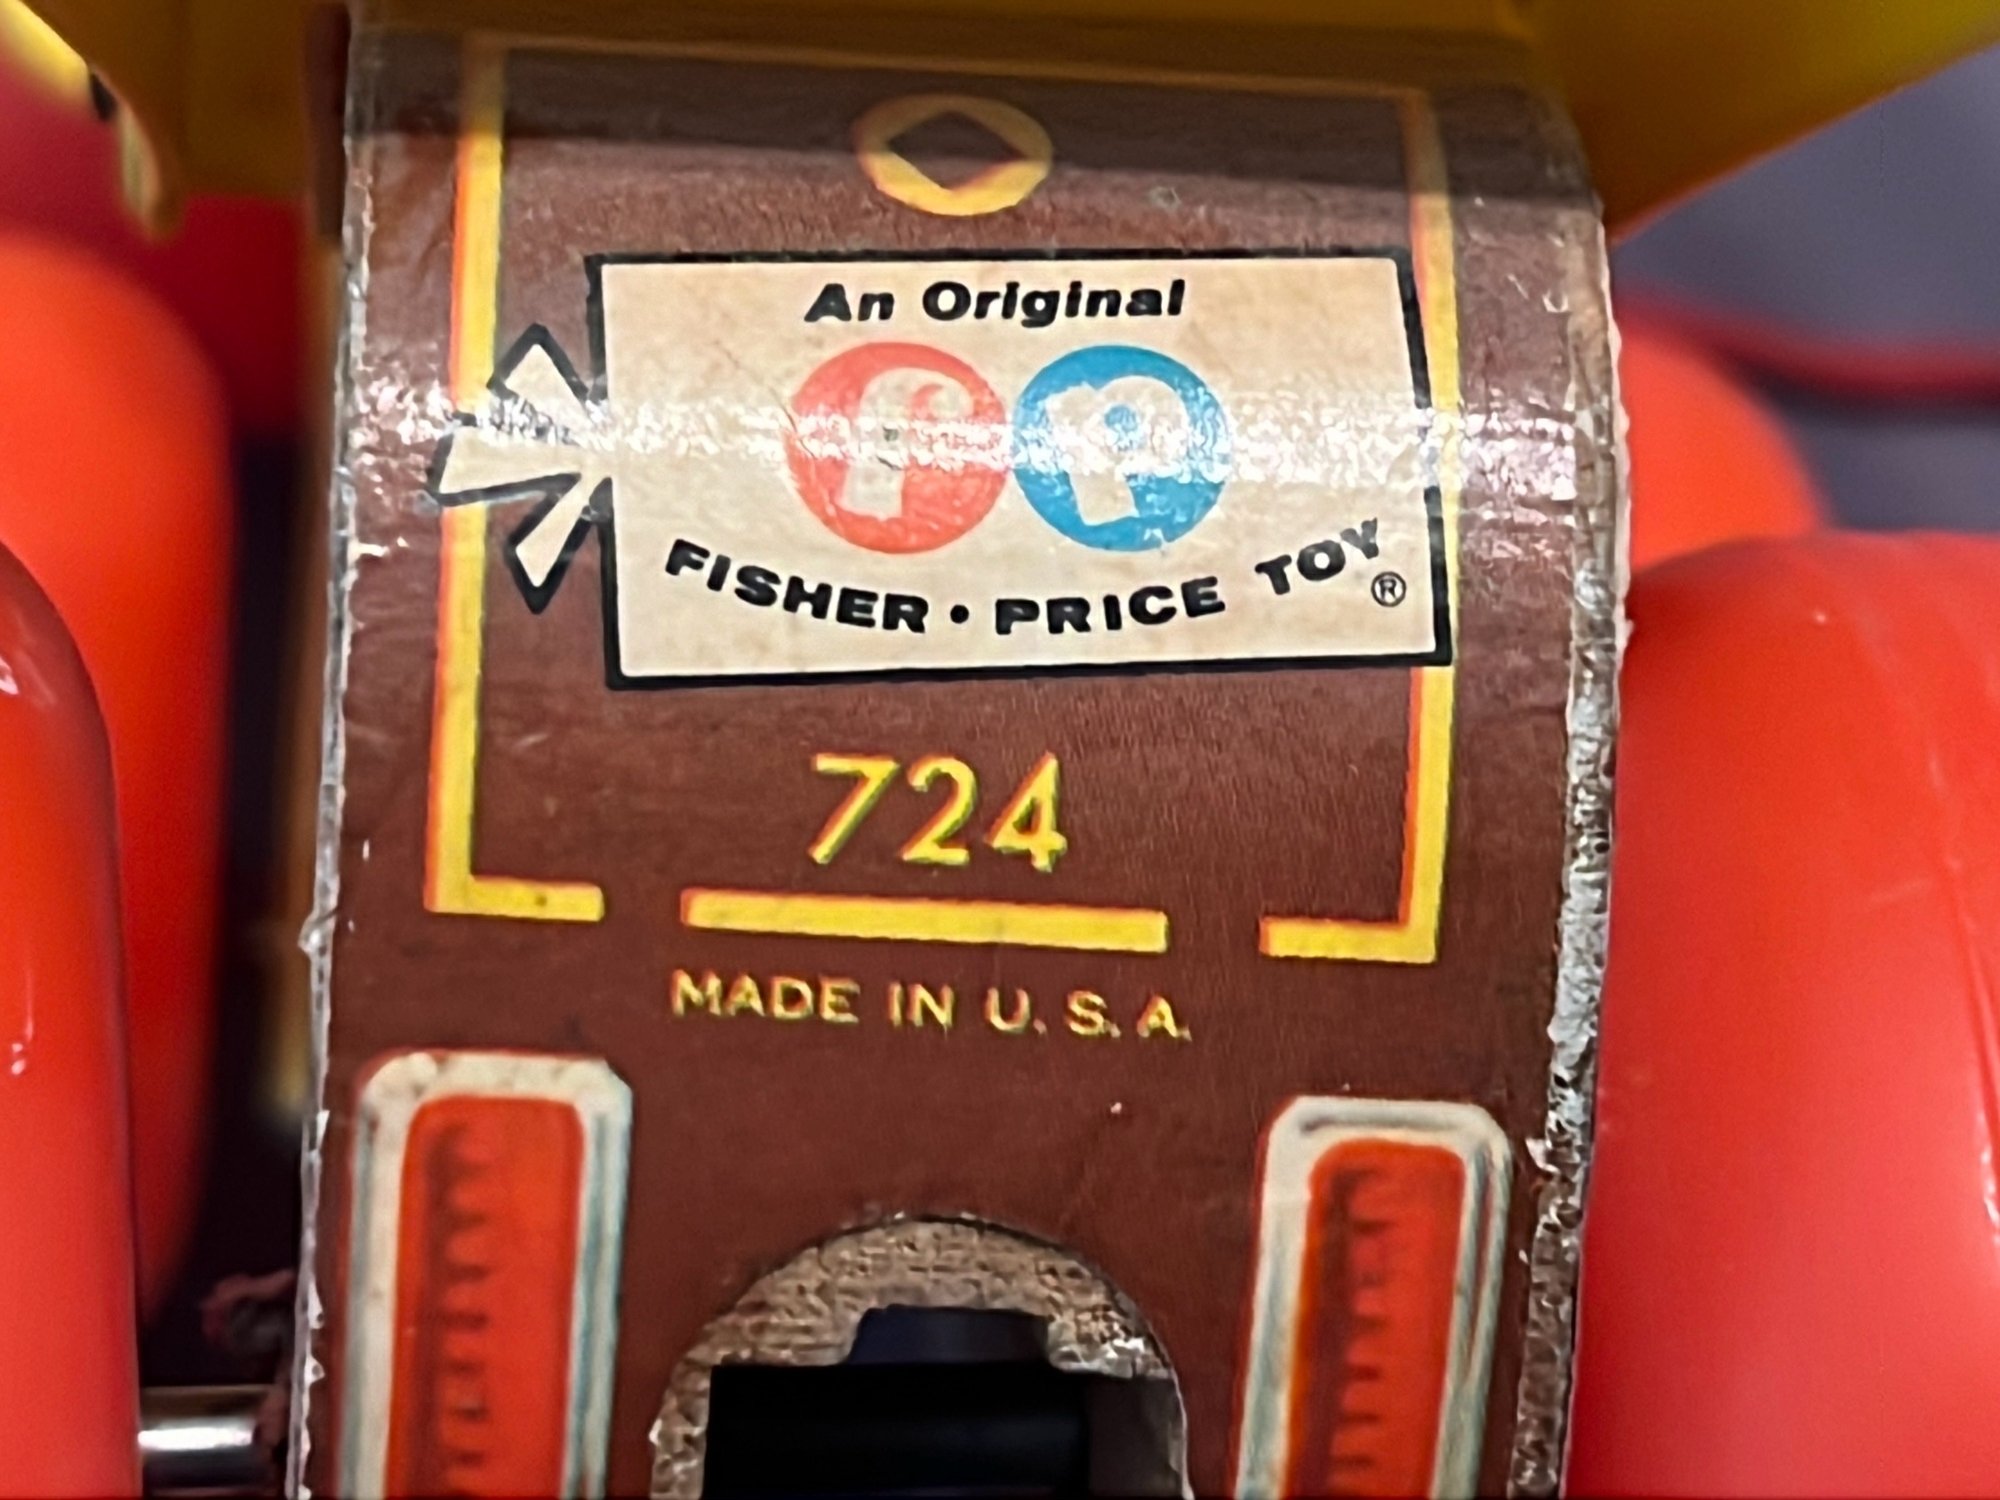 An Original
fp
FISHER • PRICE TOY ®
724
MADE IN U.S.A.